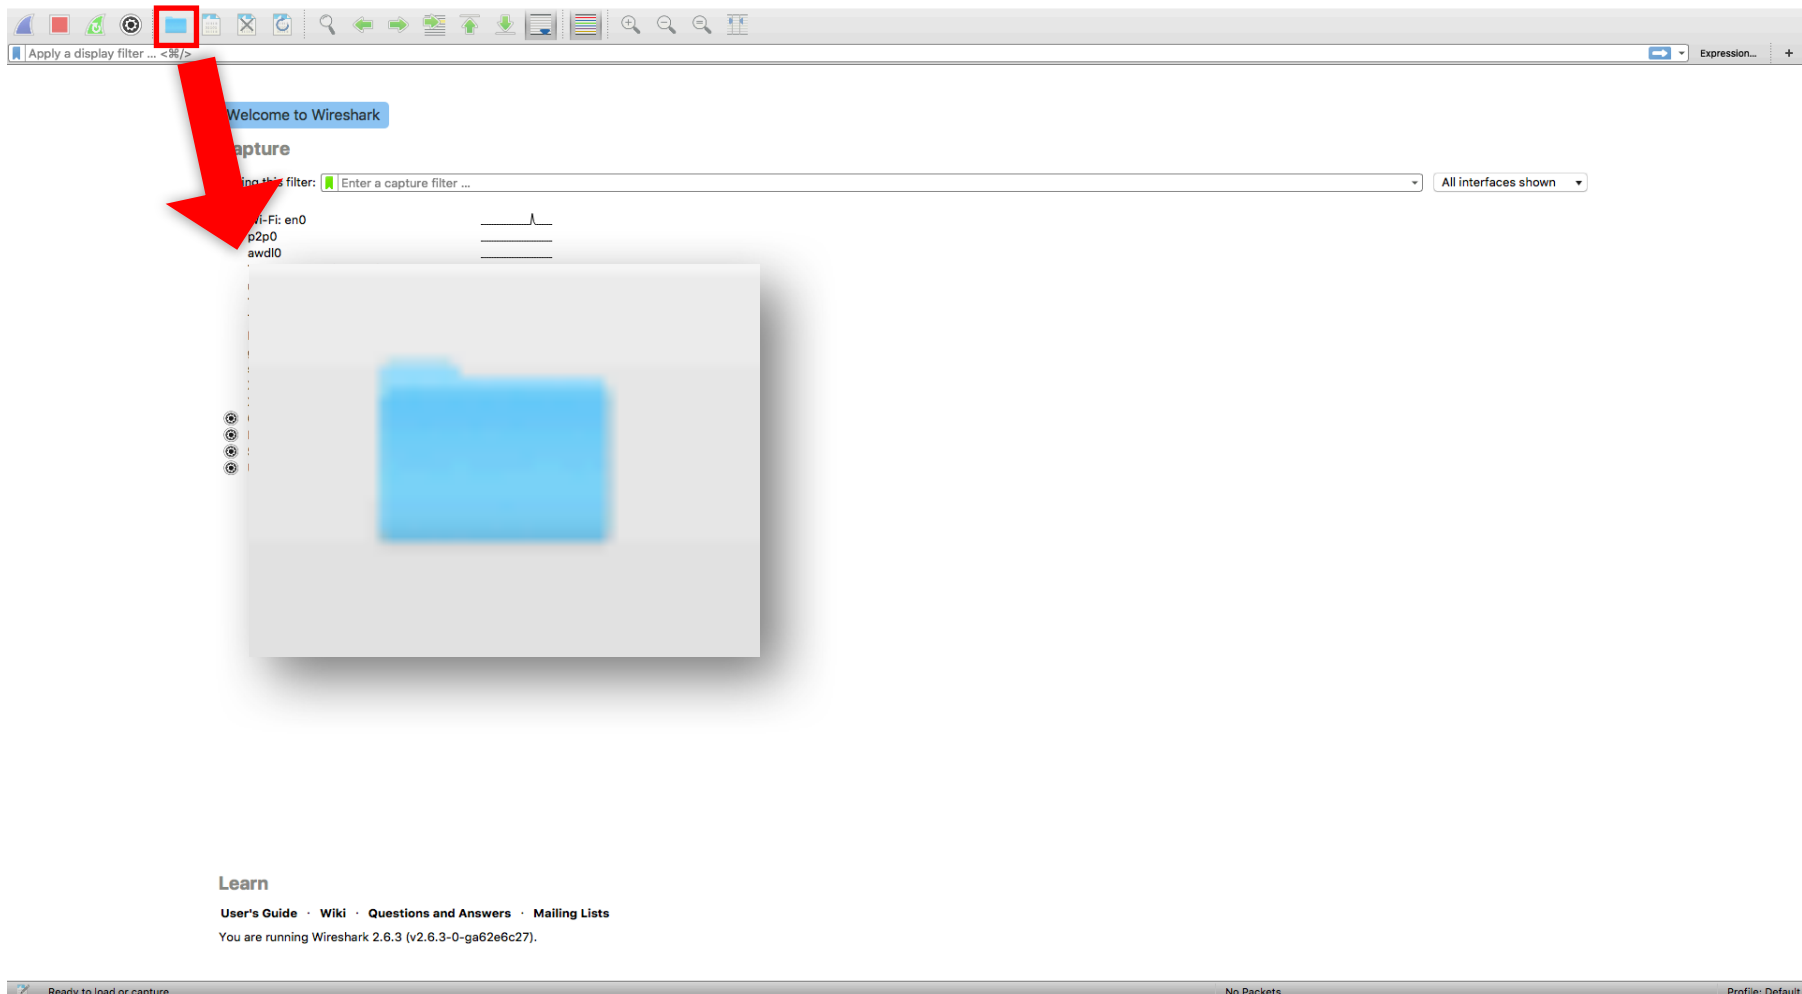 Apply a display filter ... <⌘/>
Expression...
+
Welcome to Wireshark
apture
this filter:
Enter a capture filter ...
All interfaces shown
Wi-Fi: en0
p2p0
awdl0
Learn
User's Guide · Wiki · Questions and Answers · Mailing Lists
You are running Wireshark 2.6.3 (v2.6.3-0-ga62e6c27).
Ready to load or capture
No Packets
Profile: Default